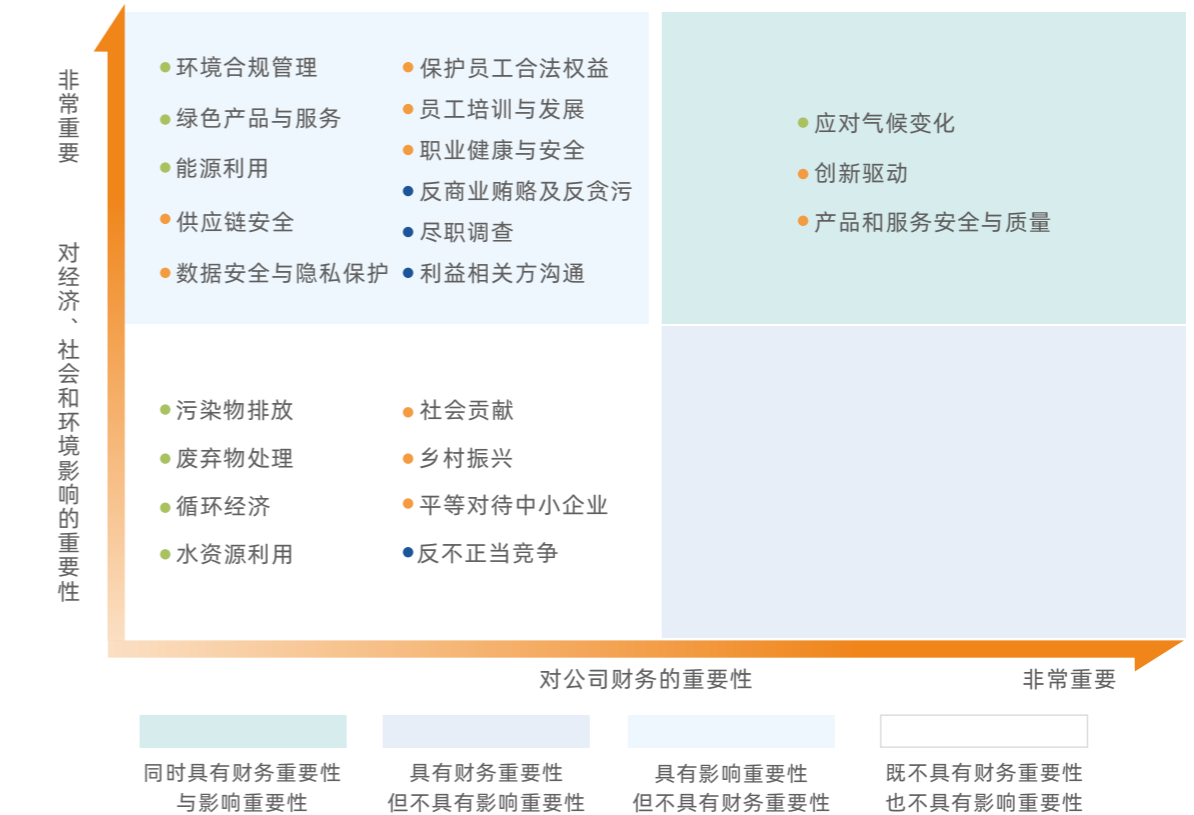 非常重要
对经济、社会和环境影响的重要性
环境合规管理
绿色产品与服务
能源利用
供应链安全
数据安全与隐私保护
保护员工合法权益
员工培训与发展
职业健康与安全
反商业贿赂及反贪污
尽职调查
利益相关方沟通
应对气候变化
创新驱动
产品和服务安全与质量
污染物排放
废弃物处理
循环经济
水资源利用
社会贡献
乡村振兴
平等对待中小企业
反不正当竞争
对公司财务的重要性
非常重要
同时具有财务重要性
与影响重要性
具有财务重要性
但不具有影响重要性
具有影响重要性
但不具有财务重要性
既不具有财务重要性
也不具有影响重要性